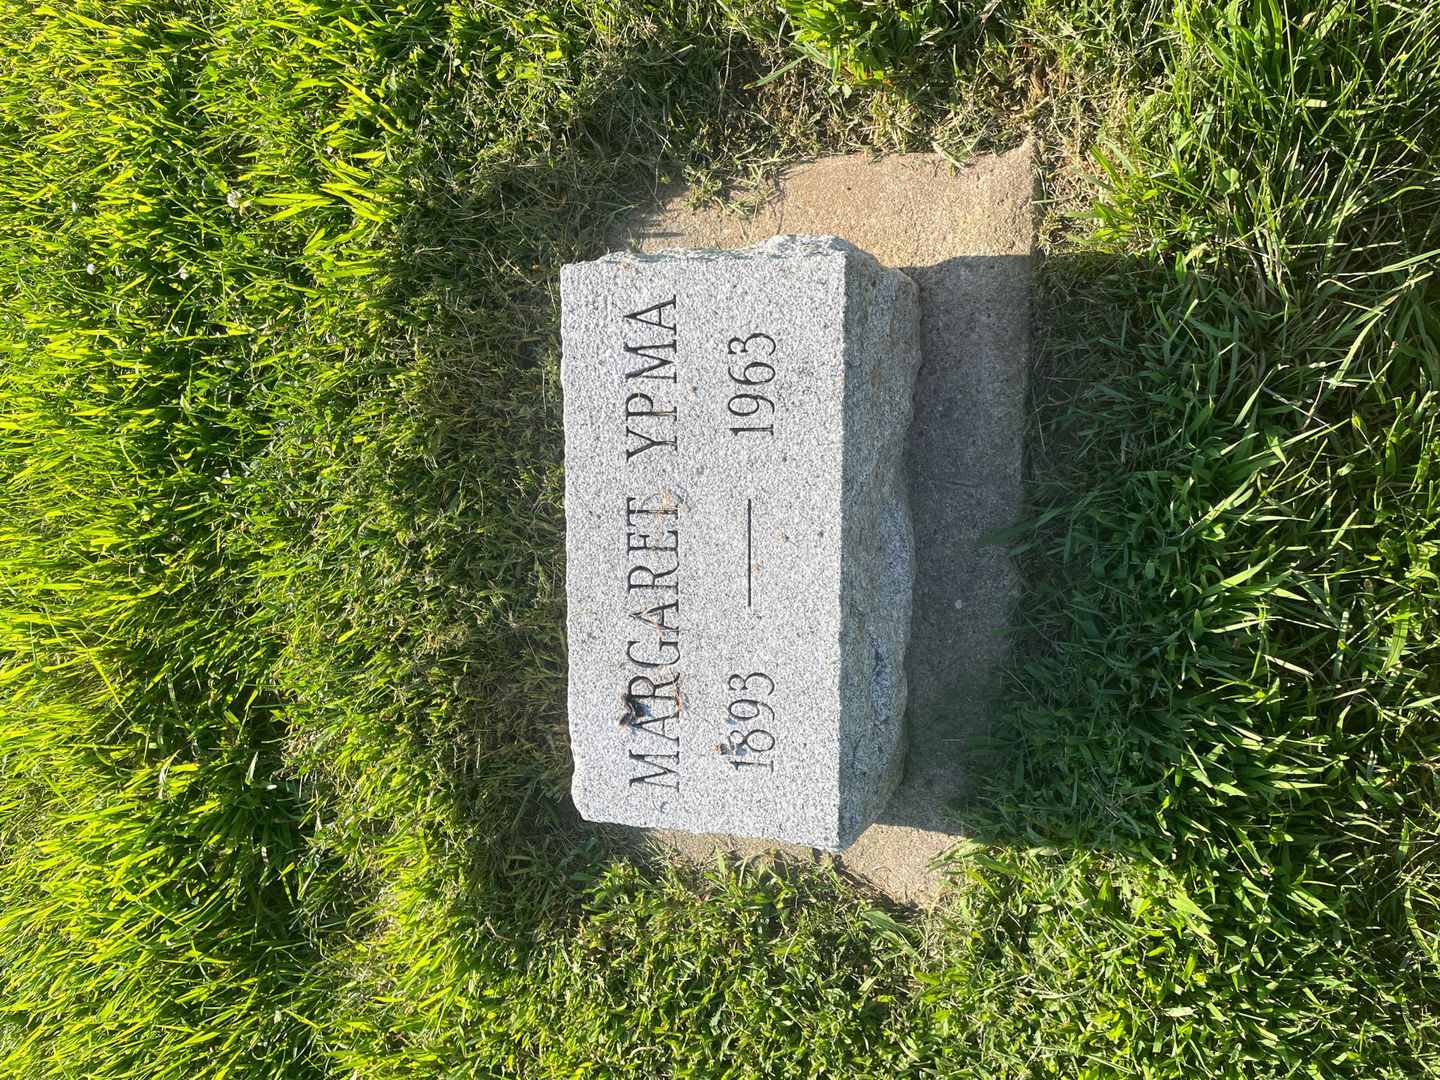 MARGARET YPMA
1893 — 1963